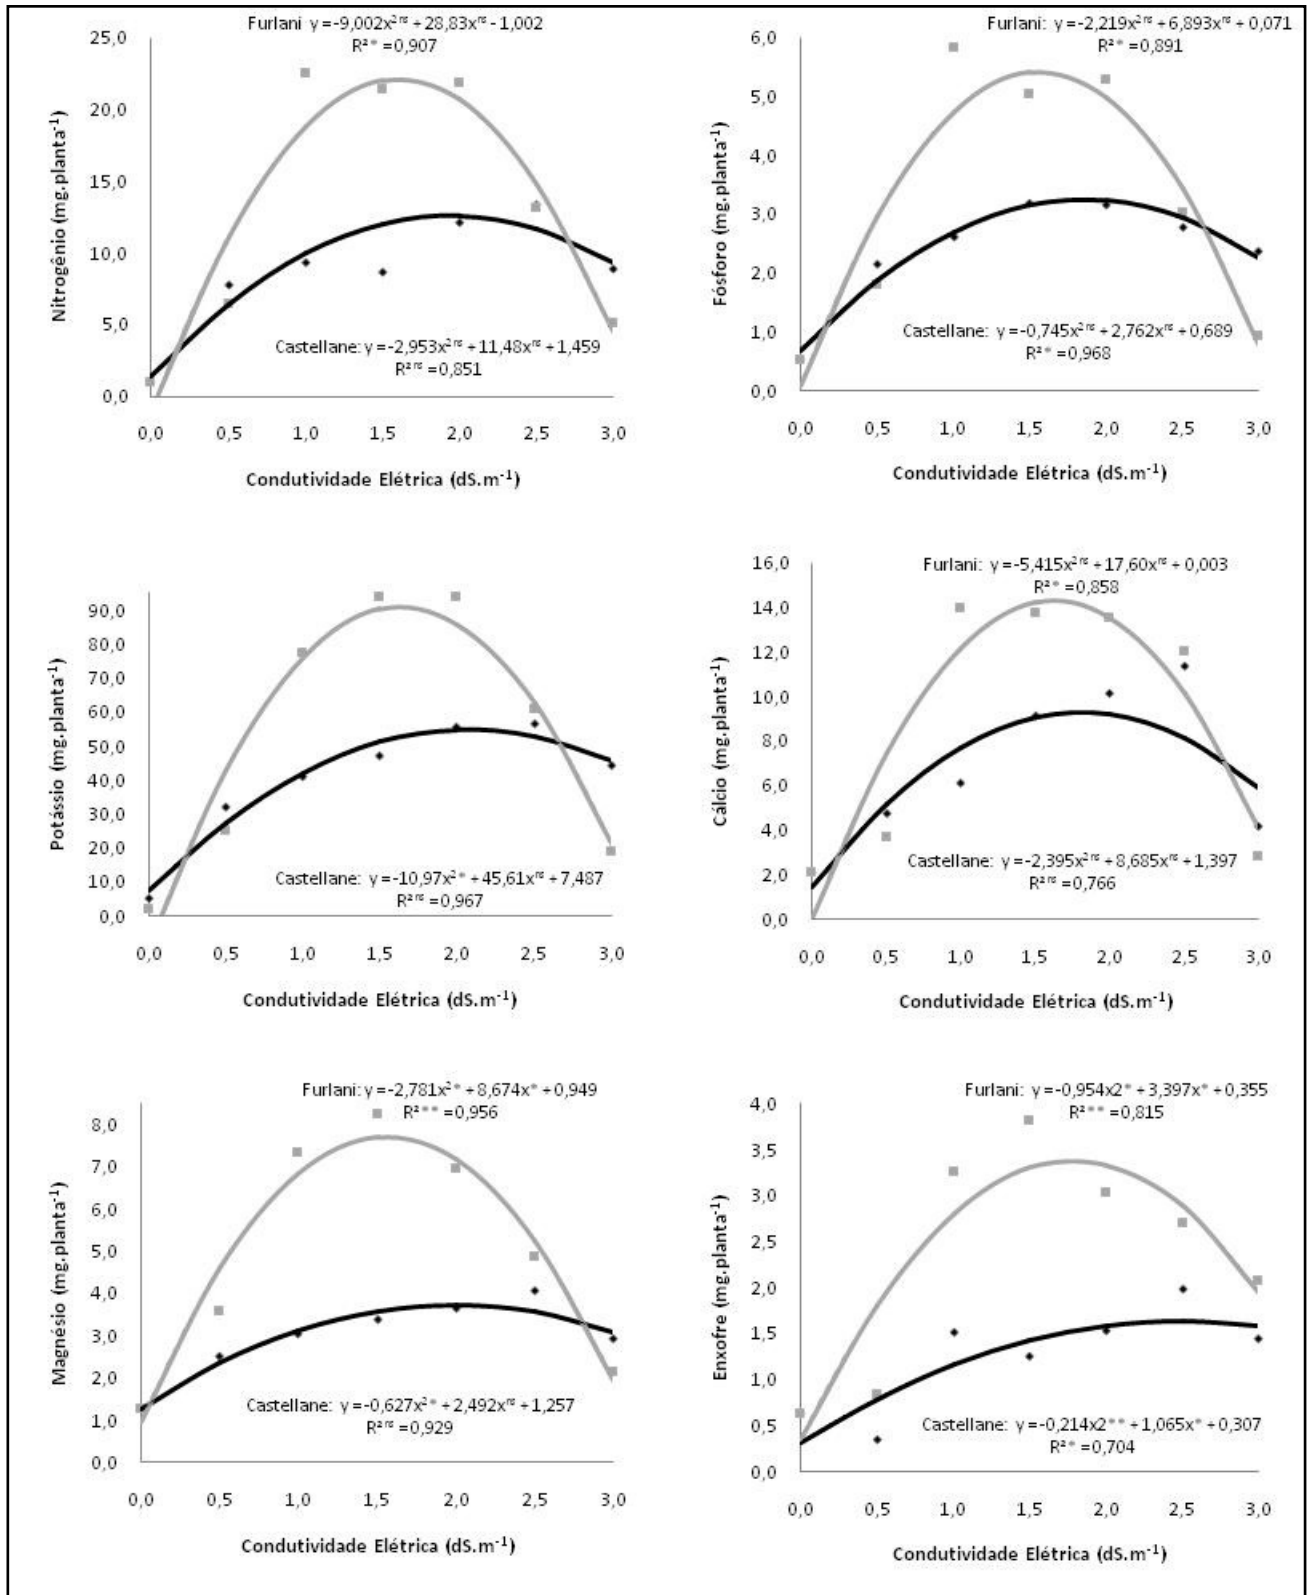 Furlani y =-9,002x²ⁿˢ + 28,83xⁿˢ - 1,002
R²* =0,907
25,0
20,0
15,0
10,0
5,0
0,0
Nitrogênio (mg.planta⁻¹)
Castellane: y =-2,953x²ⁿˢ + 11,48xⁿˢ + 1,459
R²ⁿˢ =0,851
0,0 0,5 1,0 1,5 2,0 2,5 3,0
Condutividade Elétrica (dS.m⁻¹)
Furlani: y =-2,219x²ⁿˢ + 6,893xⁿˢ + 0,071
R²* =0,891
6,0
5,0
4,0
3,0
2,0
1,0
0,0
Fósforo (mg.planta⁻¹)
Castellane: y =-0,745x²ⁿˢ + 2,762xⁿˢ + 0,689
R²* =0,968
0,0 0,5 1,0 1,5 2,0 2,5 3,0
Condutividade Elétrica (dS.m⁻¹)
90,0
80,0
70,0
60,0
50,0
40,0
30,0
20,0
10,0
0,0
Potássio (mg.planta⁻¹)
Castellane: y =-10,97x²* + 45,61xⁿˢ + 7,487
R²ⁿˢ =0,967
0,0 0,5 1,0 1,5 2,0 2,5 3,0
Condutividade Elétrica (dS.m⁻¹)
Furlani: y =-5,415x²ⁿˢ + 17,60xⁿˢ + 0,003
R²* =0,858
16,0
14,0
12,0
10,0
8,0
6,0
4,0
2,0
0,0
Cálcio (mg.planta⁻¹)
Castellane: y =-2,395x²ⁿˢ + 8,685xⁿˢ + 1,397
R²ⁿˢ =0,766
0,0 0,5 1,0 1,5 2,0 2,5 3,0
Condutividade Elétrica (dS.m⁻¹)
Furlani: y =-2,781x²* + 8,674x* + 0,949
R²** =0,956
8,0
7,0
6,0
5,0
4,0
3,0
2,0
1,0
0,0
Magnésio (mg.planta⁻¹)
Castellane: y =-0,627x²* + 2,492xⁿˢ + 1,257
R²ⁿˢ =0,929
0,0 0,5 1,0 1,5 2,0 2,5 3,0
Condutividade Elétrica (dS.m⁻¹)
Furlani: y =-0,954x2* + 3,397x* + 0,355
R²** =0,815
4,0
3,5
3,0
2,5
2,0
1,5
1,0
0,5
0,0
Enxofre (mg.planta⁻¹)
Castellane: y =-0,214x2** + 1,065x* + 0,307
R²* =0,704
0,0 0,5 1,0 1,5 2,0 2,5 3,0
Condutividade Elétrica (dS.m⁻¹)